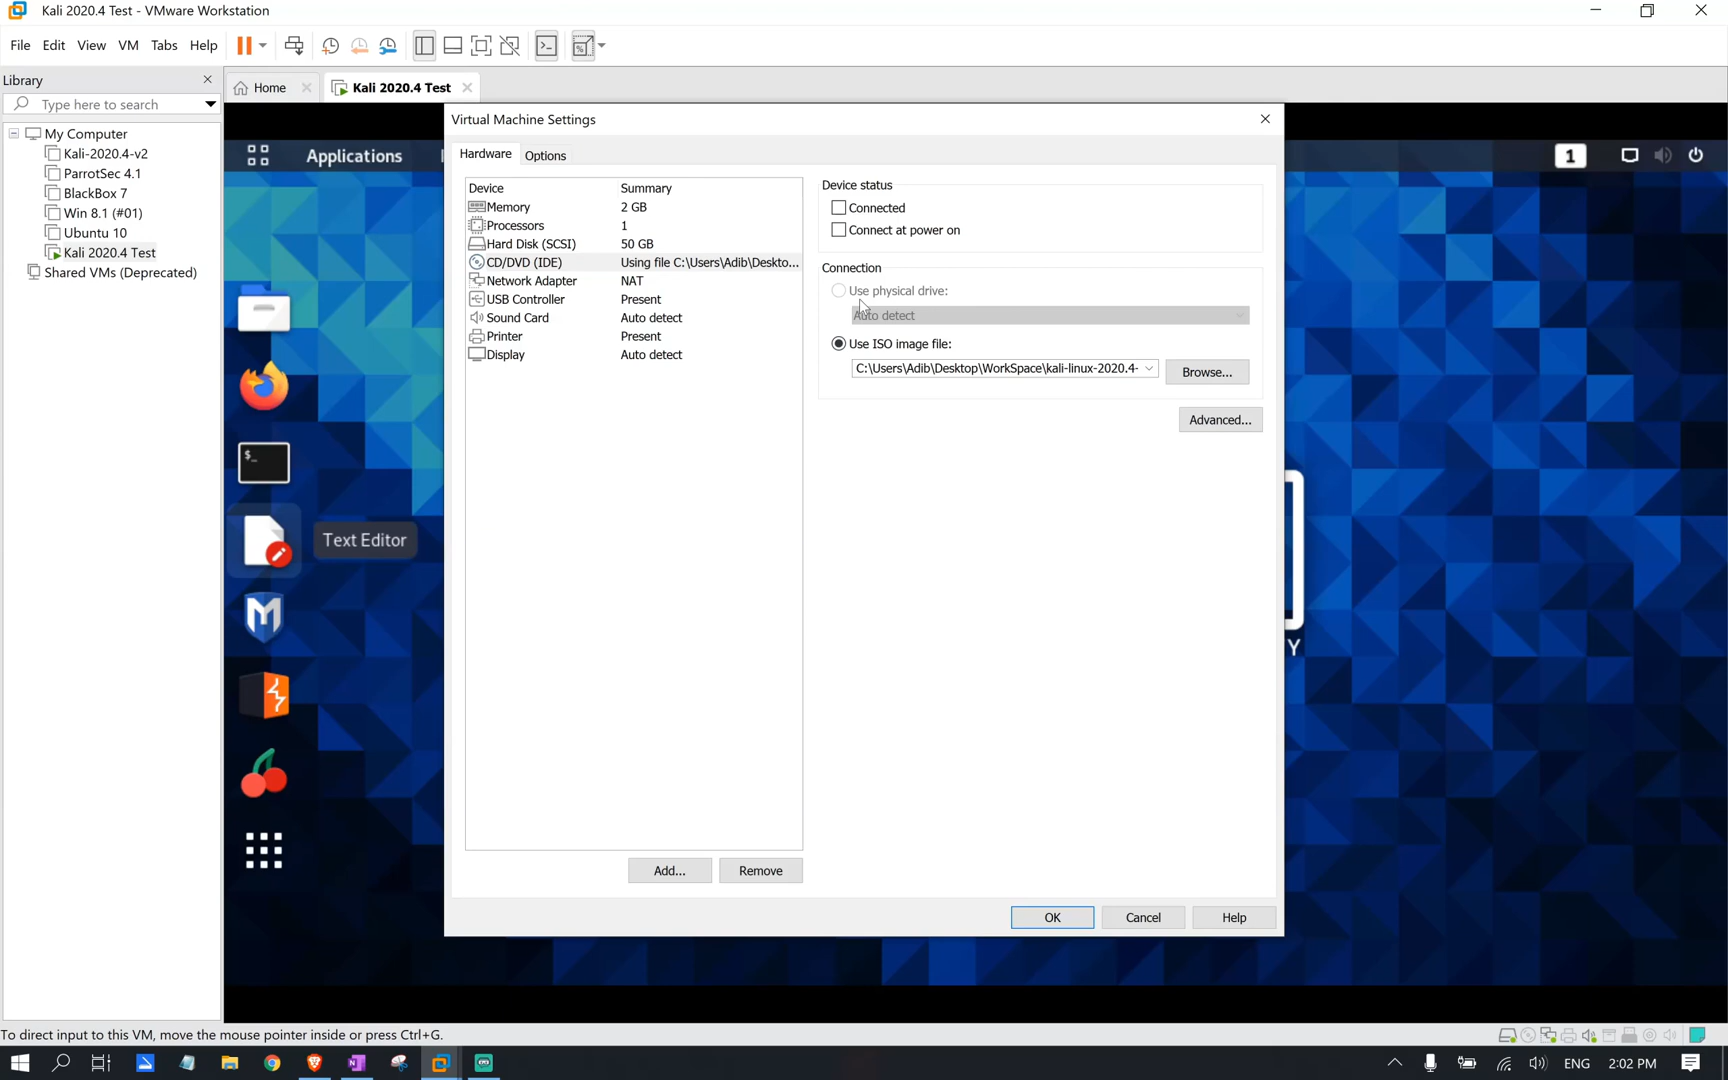 Kali 2020.4 Test - VMware Workstation
File Edit View VM Tabs Help
Library
Type here to search
Home
Kali 2020.4 Test
My Computer
Kali-2020.4-v2
ParrotSec 4.1
BlackBox 7
Win 8.1 (#01)
Ubuntu 10
Kali 2020.4 Test
Shared VMs (Deprecated)
Applications
1
Text Editor
$_
Y
Virtual Machine Settings
Hardware Options
Device Summary
Memory 2 GB
Processors 1
Hard Disk (SCSI) 50 GB
CD/DVD (IDE) Using file C:\Users\Adib\Deskto...
Network Adapter NAT
USB Controller Present
Sound Card Auto detect
Printer Present
Display Auto detect
Add... Remove
Device status
Connected
Connect at power on
Connection
Use physical drive:
Auto detect
Use ISO image file:
C:\Users\Adib\Desktop\WorkSpace\kali-linux-2020.4-
Browse...
Advanced...
OK Cancel Help
To direct input to this VM, move the mouse pointer inside or press Ctrl+G.
ENG 2:02 PM